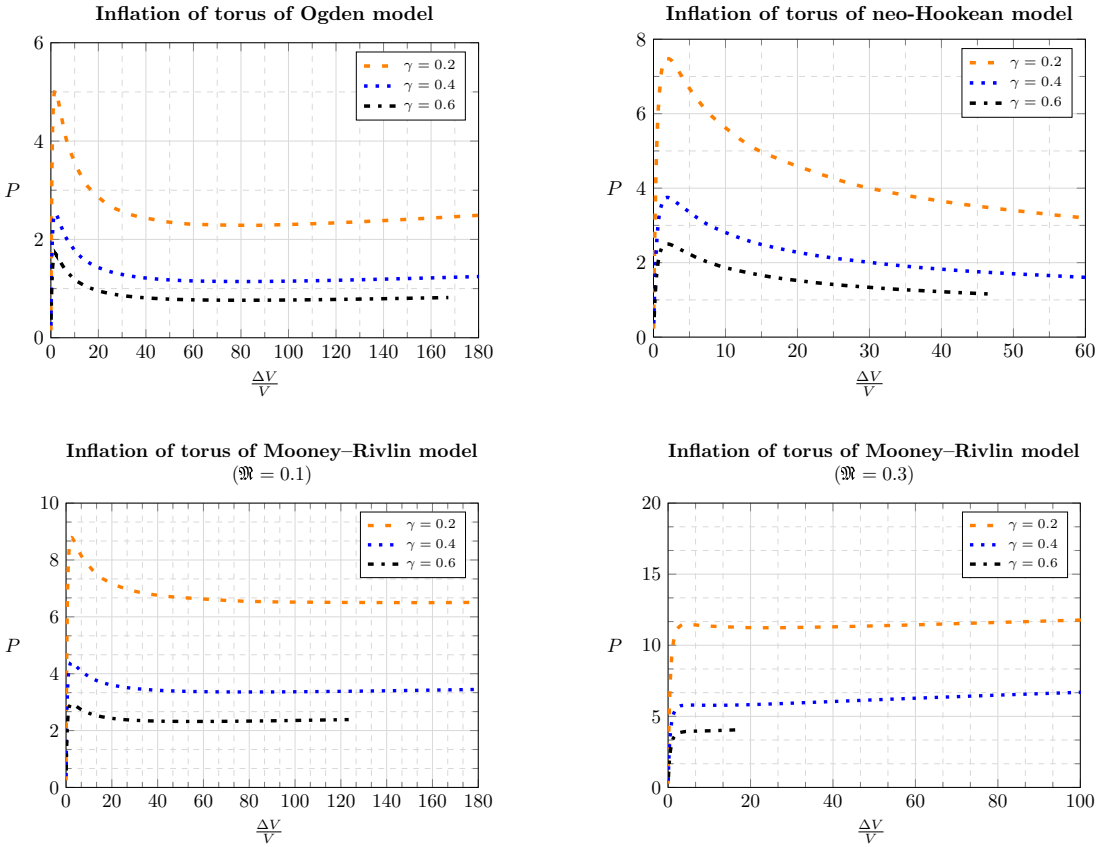 Inflation of torus of Ogden model
γ = 0.2
γ = 0.4
γ = 0.6
6
4
2
0
P
0 20 40 60 80 100 120 140 160 180
ΔV
V
Inflation of torus of neo-Hookean model
γ = 0.2
γ = 0.4
γ = 0.6
8
6
4
2
0
P
0 10 20 30 40 50 60
ΔV
V
Inflation of torus of Mooney–Rivlin model
(𝕸 = 0.1)
γ = 0.2
γ = 0.4
γ = 0.6
10
8
6
4
2
0
P
0 20 40 60 80 100 120 140 160 180
ΔV
V
Inflation of torus of Mooney–Rivlin model
(𝕸 = 0.3)
γ = 0.2
γ = 0.4
γ = 0.6
20
15
10
5
0
P
0 20 40 60 80 100
ΔV
V